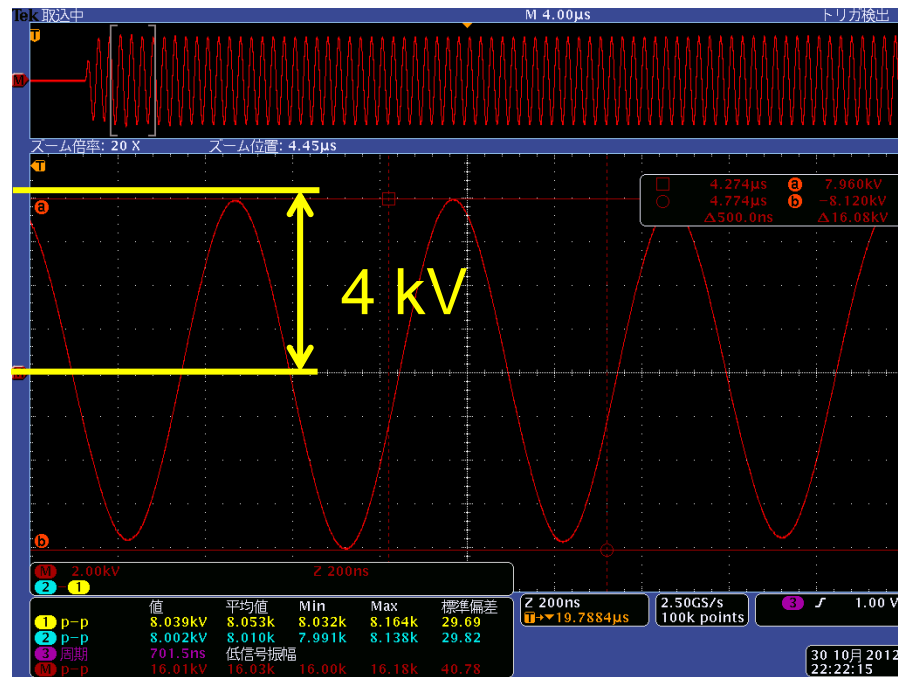 Tek 取込中 M 4.00µs トリガ検出
T
M
ズーム倍率: 20 X ズーム位置: 4.45µs
T
4.274µs a 7.960kV
4.774µs b -8.120kV
Δ500.0ns Δ16.08kV
a
4 kV
b
M 2.00kV Z 200ns
2 - 1
値 平均値 Min Max 標準偏差
1 p-p 8.039kV 8.053k 8.032k 8.164k 29.69
2 p-p 8.002kV 8.010k 7.991k 8.138k 29.82
3 周期 701.5ns 低信号振幅
M p-p 16.01kV 16.03k 16.00k 16.18k 40.78
Z 200ns
T→▼19.7884µs
2.50GS/s
100k points
3 1.00 V
30 10月 2012
22:22:15